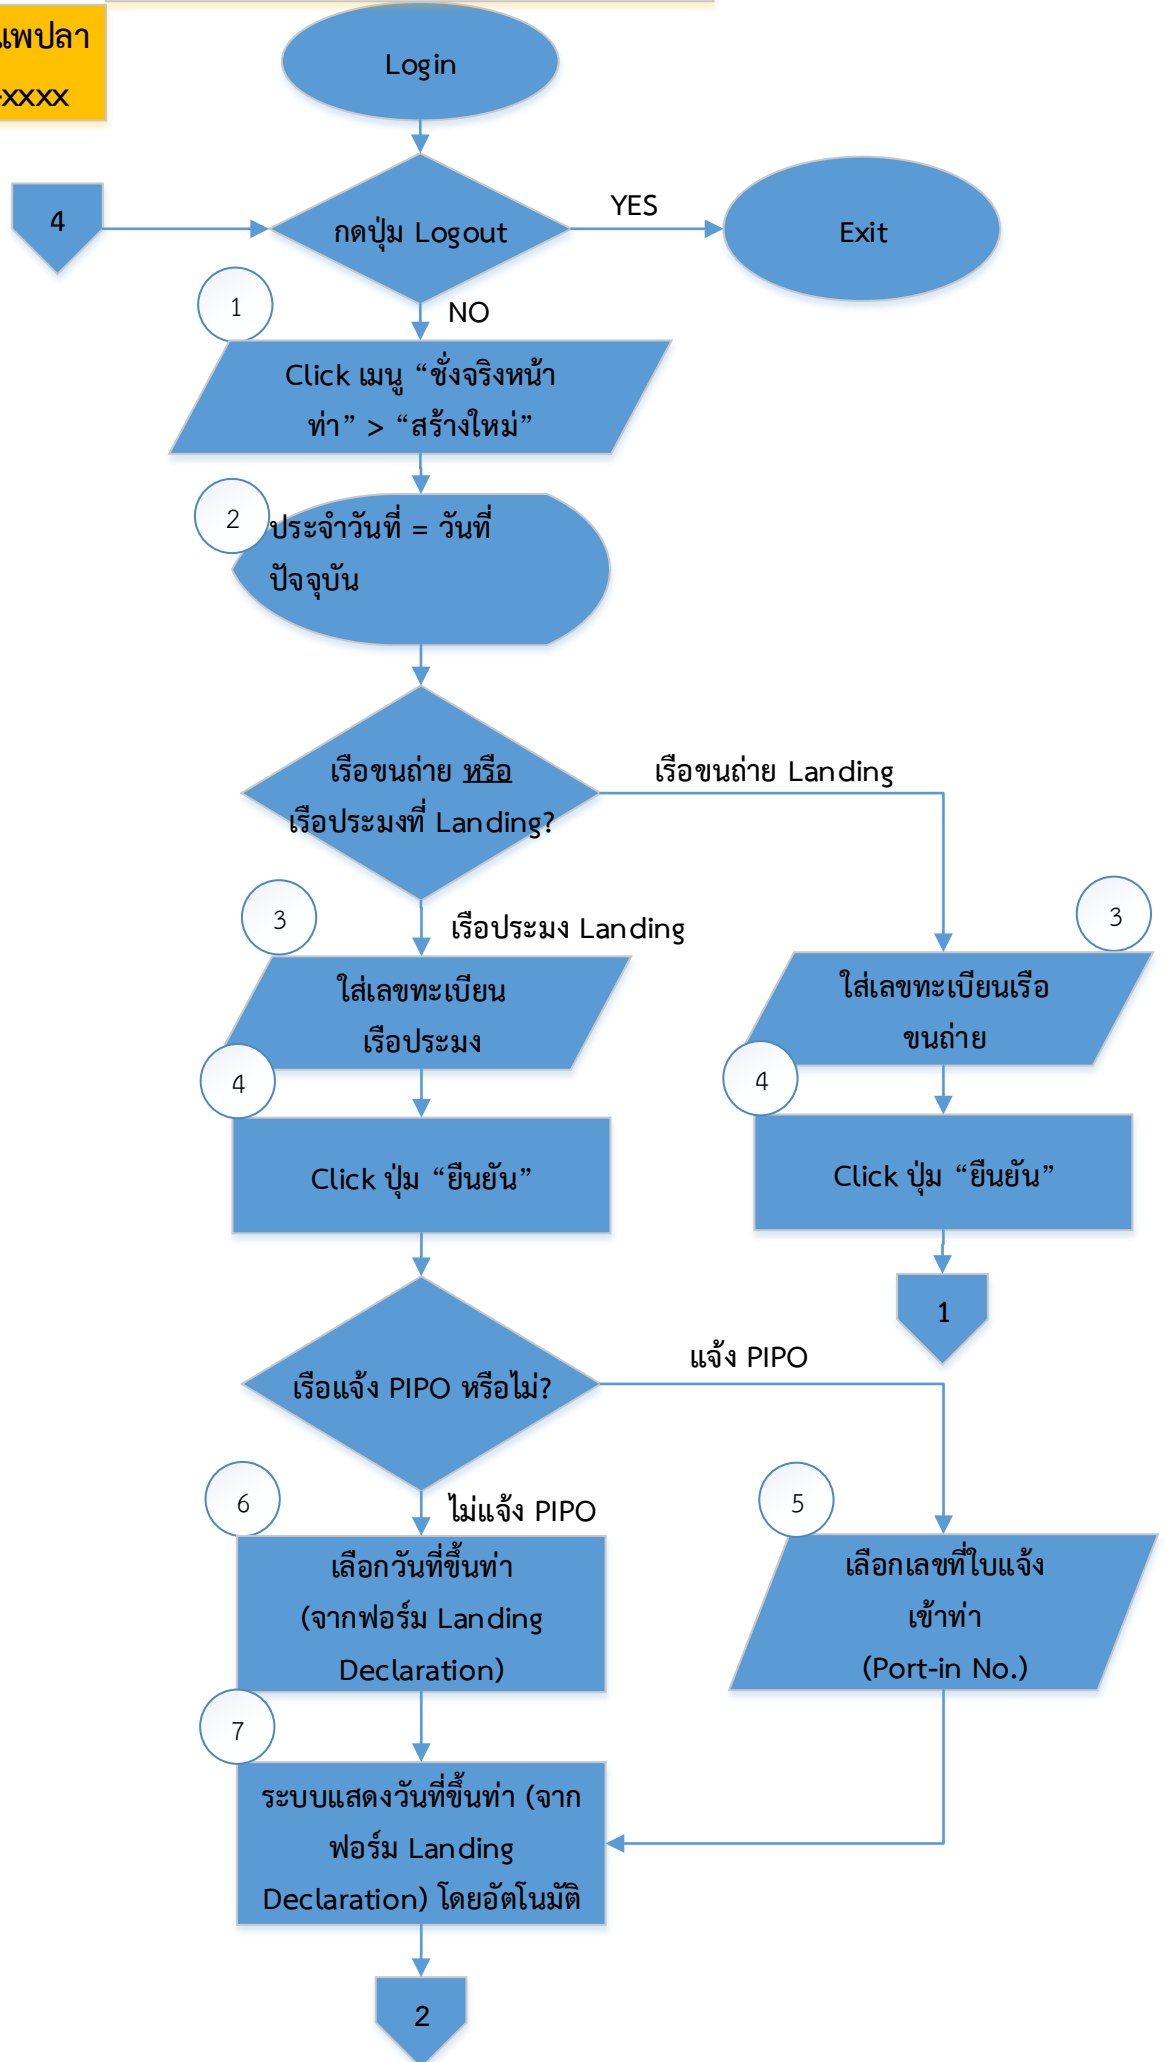 แพปลา
-xxxx
Login
4
กดปุ่ม Logout
YES
Exit
1
NO
Click เมนู “ชั่งจริงหน้า
ท่า” > “สร้างใหม่”
2
ประจำวันที่ = วันที่
ปัจจุบัน
เรือขนถ่าย หรือ
เรือประมงที่ Landing?
เรือขนถ่าย Landing
3
เรือประมง Landing
3
ใส่เลขทะเบียน
เรือประมง
ใส่เลขทะเบียนเรือ
ขนถ่าย
4
4
Click ปุ่ม “ยืนยัน”
Click ปุ่ม “ยืนยัน”
1
เรือแจ้ง PIPO หรือไม่?
แจ้ง PIPO
6
ไม่แจ้ง PIPO
5
เลือกวันที่ขึ้นท่า
(จากฟอร์ม Landing
Declaration)
เลือกเลขที่ใบแจ้ง
เข้าท่า
(Port-in No.)
7
ระบบแสดงวันที่ขึ้นท่า (จาก
ฟอร์ม Landing
Declaration) โดยอัตโนมัติ
2